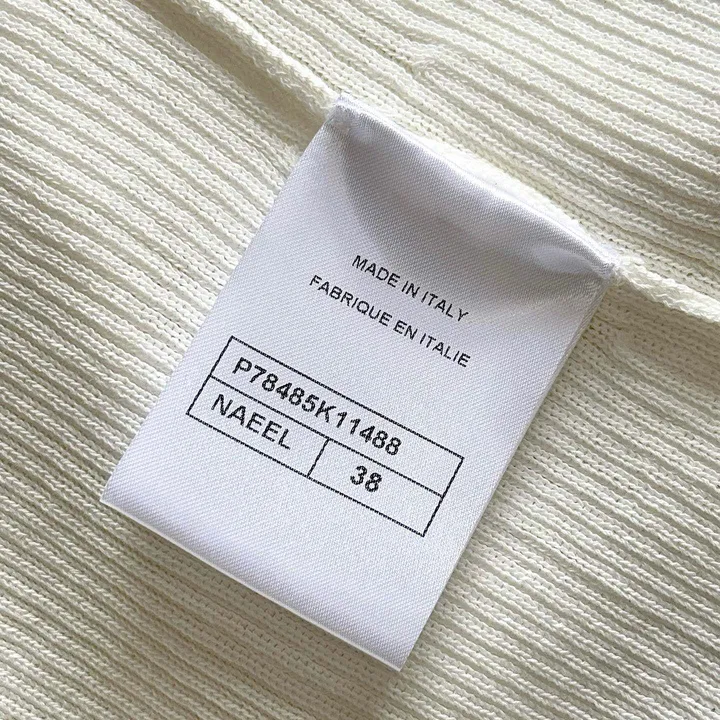 MADE IN ITALY
FABRIQUE EN ITALIE
P78485K11488
NAEEL 38